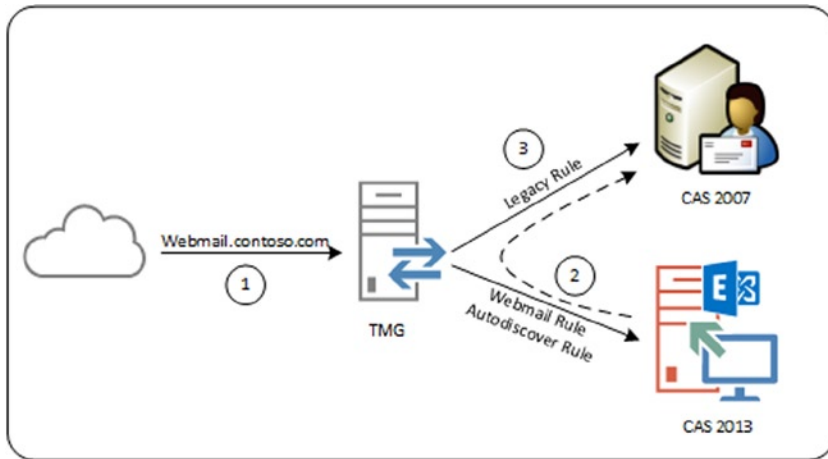 Webmail.contoso.com
1
TMG
3
Legacy Rule
2
Webmail Rule
Autodiscover Rule
CAS 2007
E
CAS 2013